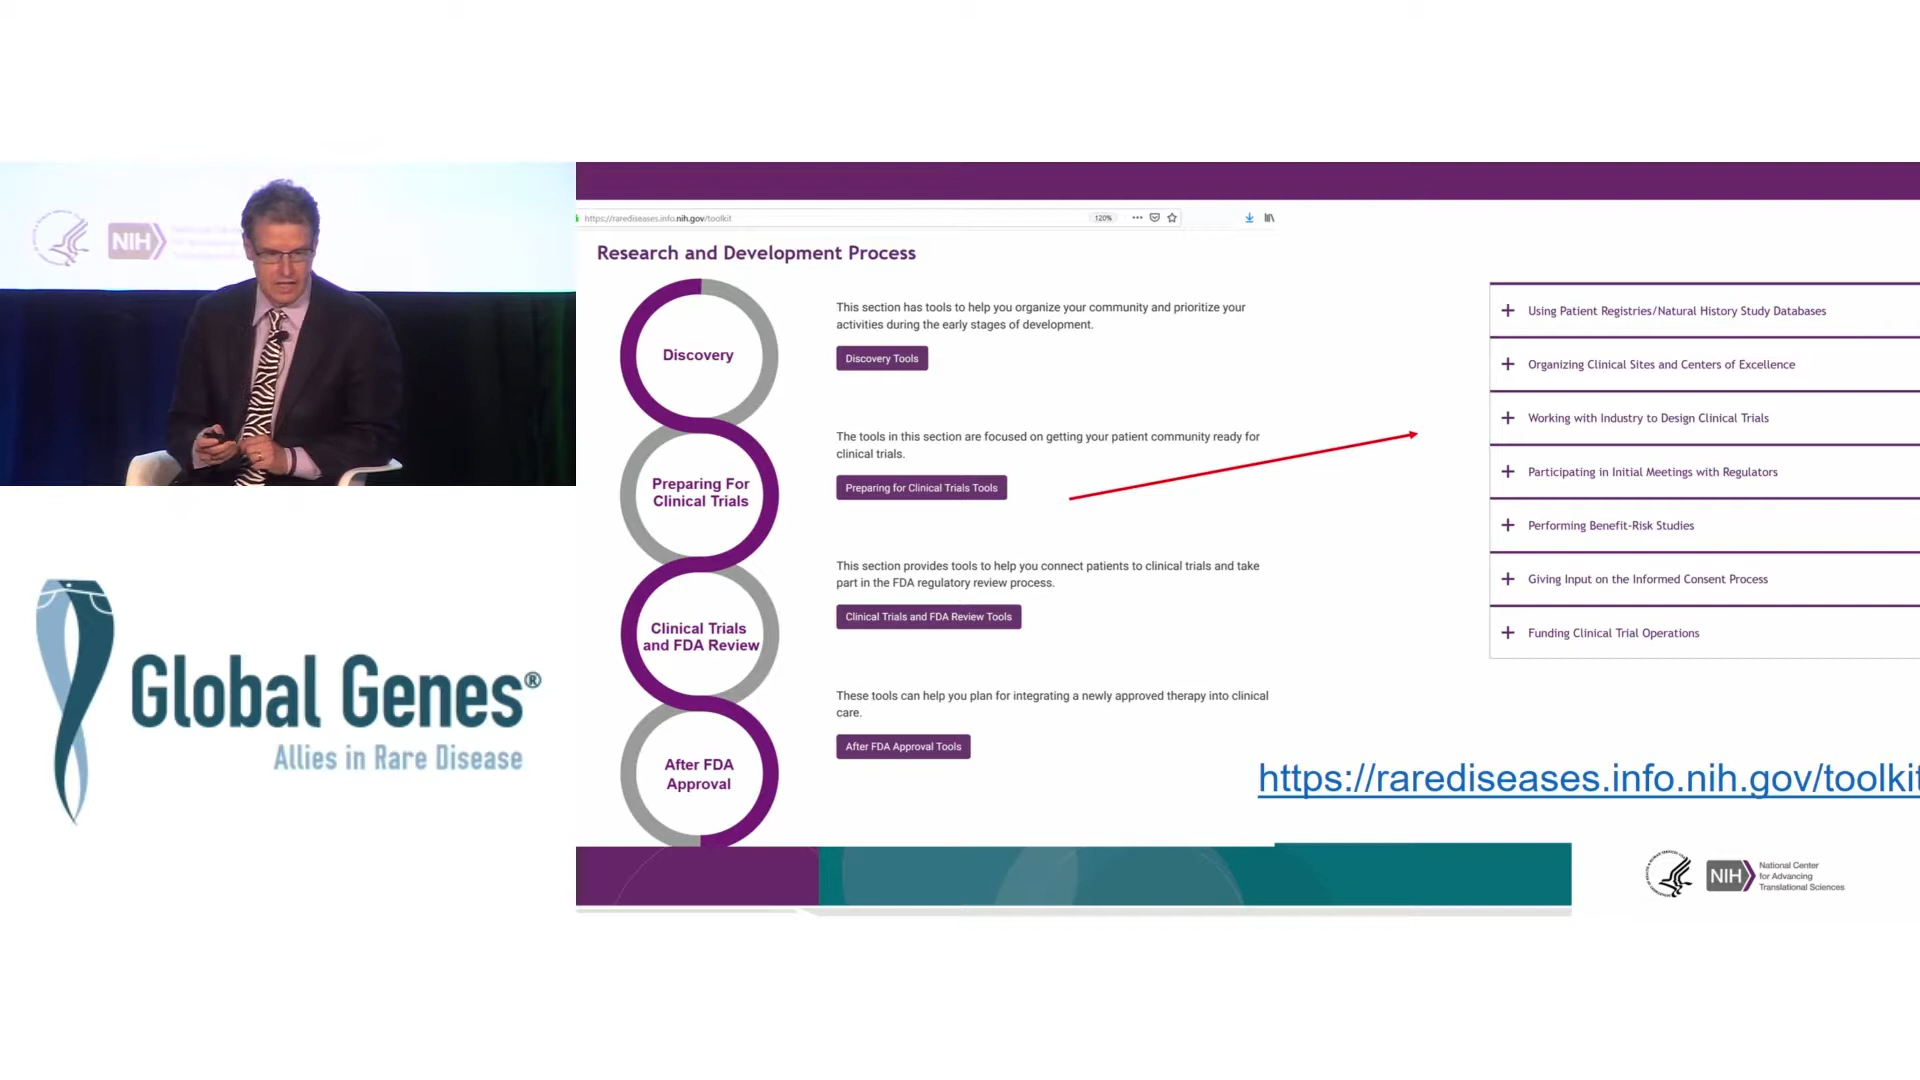 NIH
Global Genes®
Allies in Rare Disease
https://rarediseases.info.nih.gov/toolkit
120%
Research and Development Process
Discovery
This section has tools to help you organize your community and prioritize your
activities during the early stages of development.
Discovery Tools
Preparing For
Clinical Trials
The tools in this section are focused on getting your patient community ready for
clinical trials.
Preparing for Clinical Trials Tools
Clinical Trials
and FDA Review
This section provides tools to help you connect patients to clinical trials and take
part in the FDA regulatory review process.
Clinical Trials and FDA Review Tools
After FDA
Approval
These tools can help you plan for integrating a newly approved therapy into clinical
care.
After FDA Approval Tools
+ Using Patient Registries/Natural History Study Databases
+ Organizing Clinical Sites and Centers of Excellence
+ Working with Industry to Design Clinical Trials
+ Participating in Initial Meetings with Regulators
+ Performing Benefit-Risk Studies
+ Giving Input on the Informed Consent Process
+ Funding Clinical Trial Operations
https://rarediseases.info.nih.gov/toolkit
NIH
National Center
for Advancing
Translational Sciences